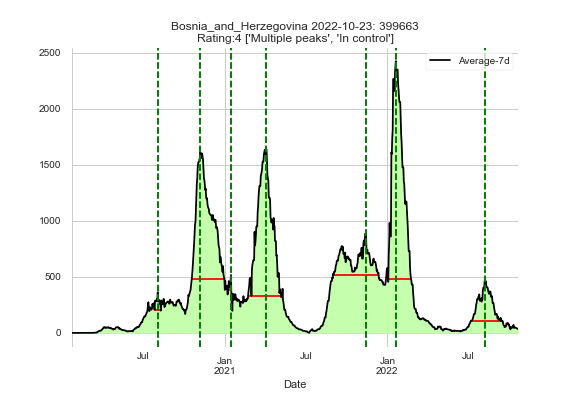 Bosnia_and_Herzegovina 2022-10-23: 399663
Rating:4 ['Multiple peaks', 'In control']
Average-7d
2500
2000
1500
1000
500
0
Jul Jan Jul Jan Jul
2021 2022
Date